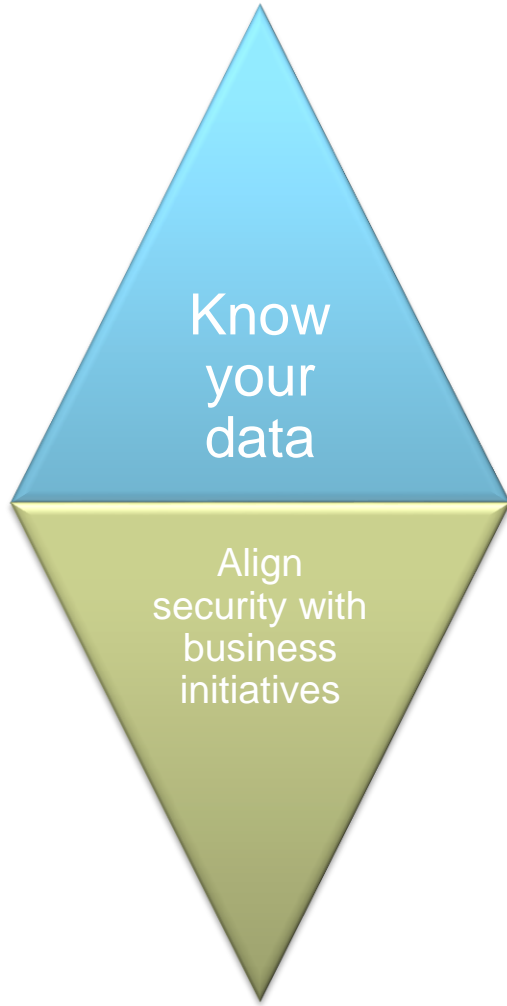 Know
your
data
Align
security with
business
initiatives